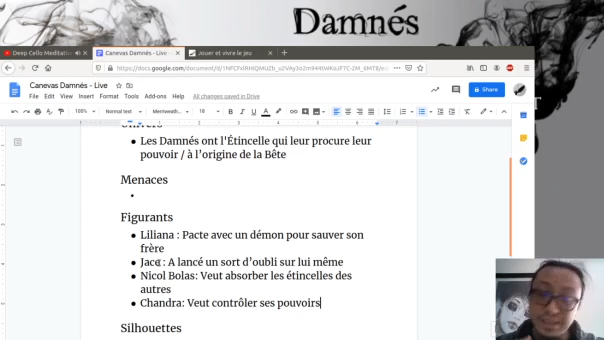 Damnés
Deep Cello Meditation
Canevas Damnés - Live
Jouer et vivre le jeu
Canevas Damnés - Live
File Edit View Insert Format Tools Add-ons Help All changes saved in Drive
Share
100% Normal text Merriweath... 18
Univers
Les Damnés ont l'Étincelle qui leur procure leur
pouvoir / à l'origine de la Bête
Menaces
Figurants
Liliana : Pacte avec un démon pour sauver son
frère
Jace : A lancé un sort d'oubli sur lui même
Nicol Bolas: Veut absorber les étincelles des
autres
Chandra: Veut contrôler ses pouvoirs
Silhouettes